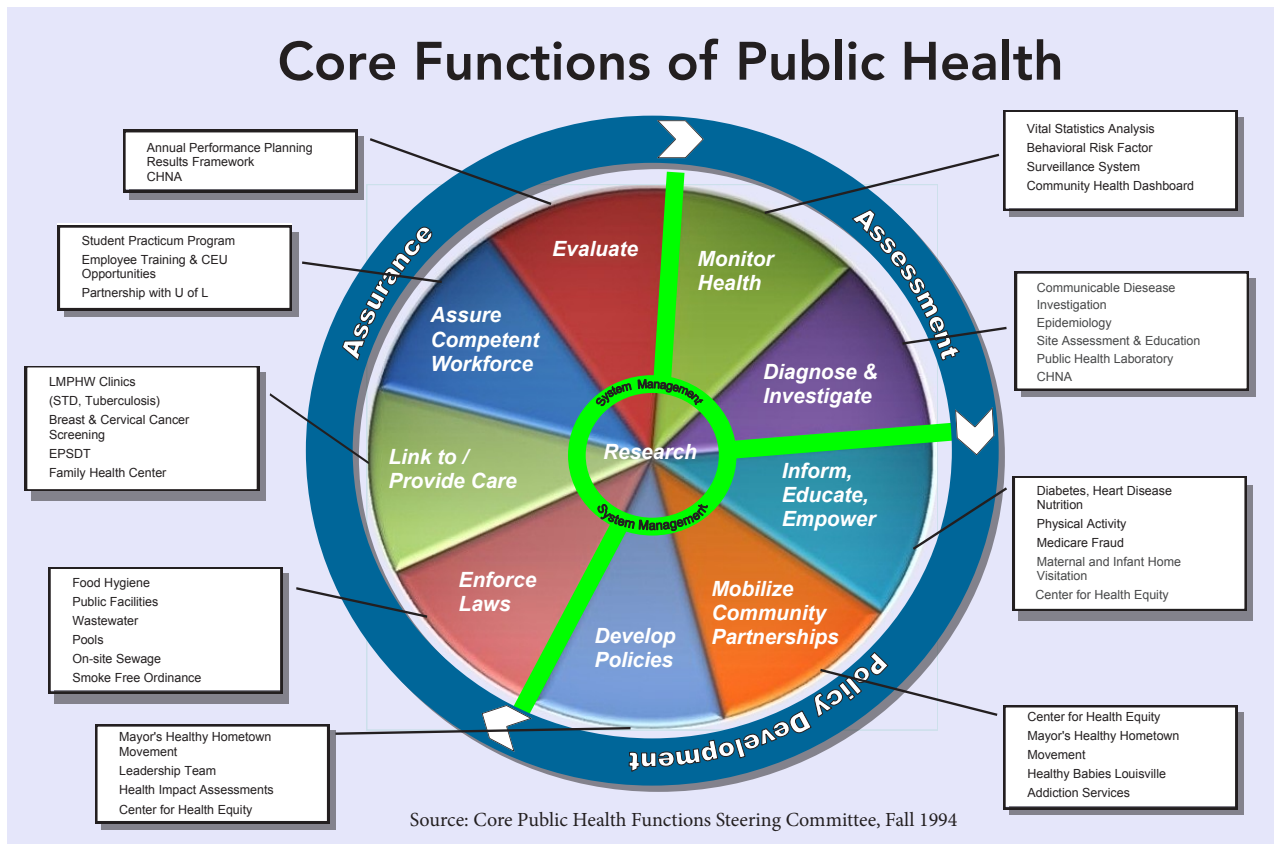 Core Functions of Public Health
Annual Performance Planning
Results Framework
CHNA
Student Practicum Program
Employee Training & CEU
Opportunities
Partnership with U of L
LMPHW Clinics
(STD, Tuberculosis)
Breast & Cervical Cancer
Screening
EPSDT
Family Health Center
Food Hygiene
Public Facilities
Wastewater
Pools
On-site Sewage
Smoke Free Ordinance
Mayor's Healthy Hometown
Movement
Leadership Team
Health Impact Assessments
Center for Health Equity
Assurance
Assessment
Policy Development
Evaluate
Monitor
Health
Assure
Competent
Workforce
Diagnose &
Investigate
System Management
Research
System Management
Link to /
Provide Care
Inform,
Educate,
Empower
Enforce
Laws
Develop
Policies
Mobilize
Community
Partnerships
Vital Statistics Analysis
Behavioral Risk Factor
Surveillance System
Community Health Dashboard
Communicable Diesease
Investigation
Epidemiology
Site Assessment & Education
Public Health Laboratory
CHNA
Diabetes, Heart Disease
Nutrition
Physical Activity
Medicare Fraud
Maternal and Infant Home
Visitation
Center for Health Equity
Center for Health Equity
Mayor's Healthy Hometown
Movement
Healthy Babies Louisville
Addiction Services
Source: Core Public Health Functions Steering Committee, Fall 1994